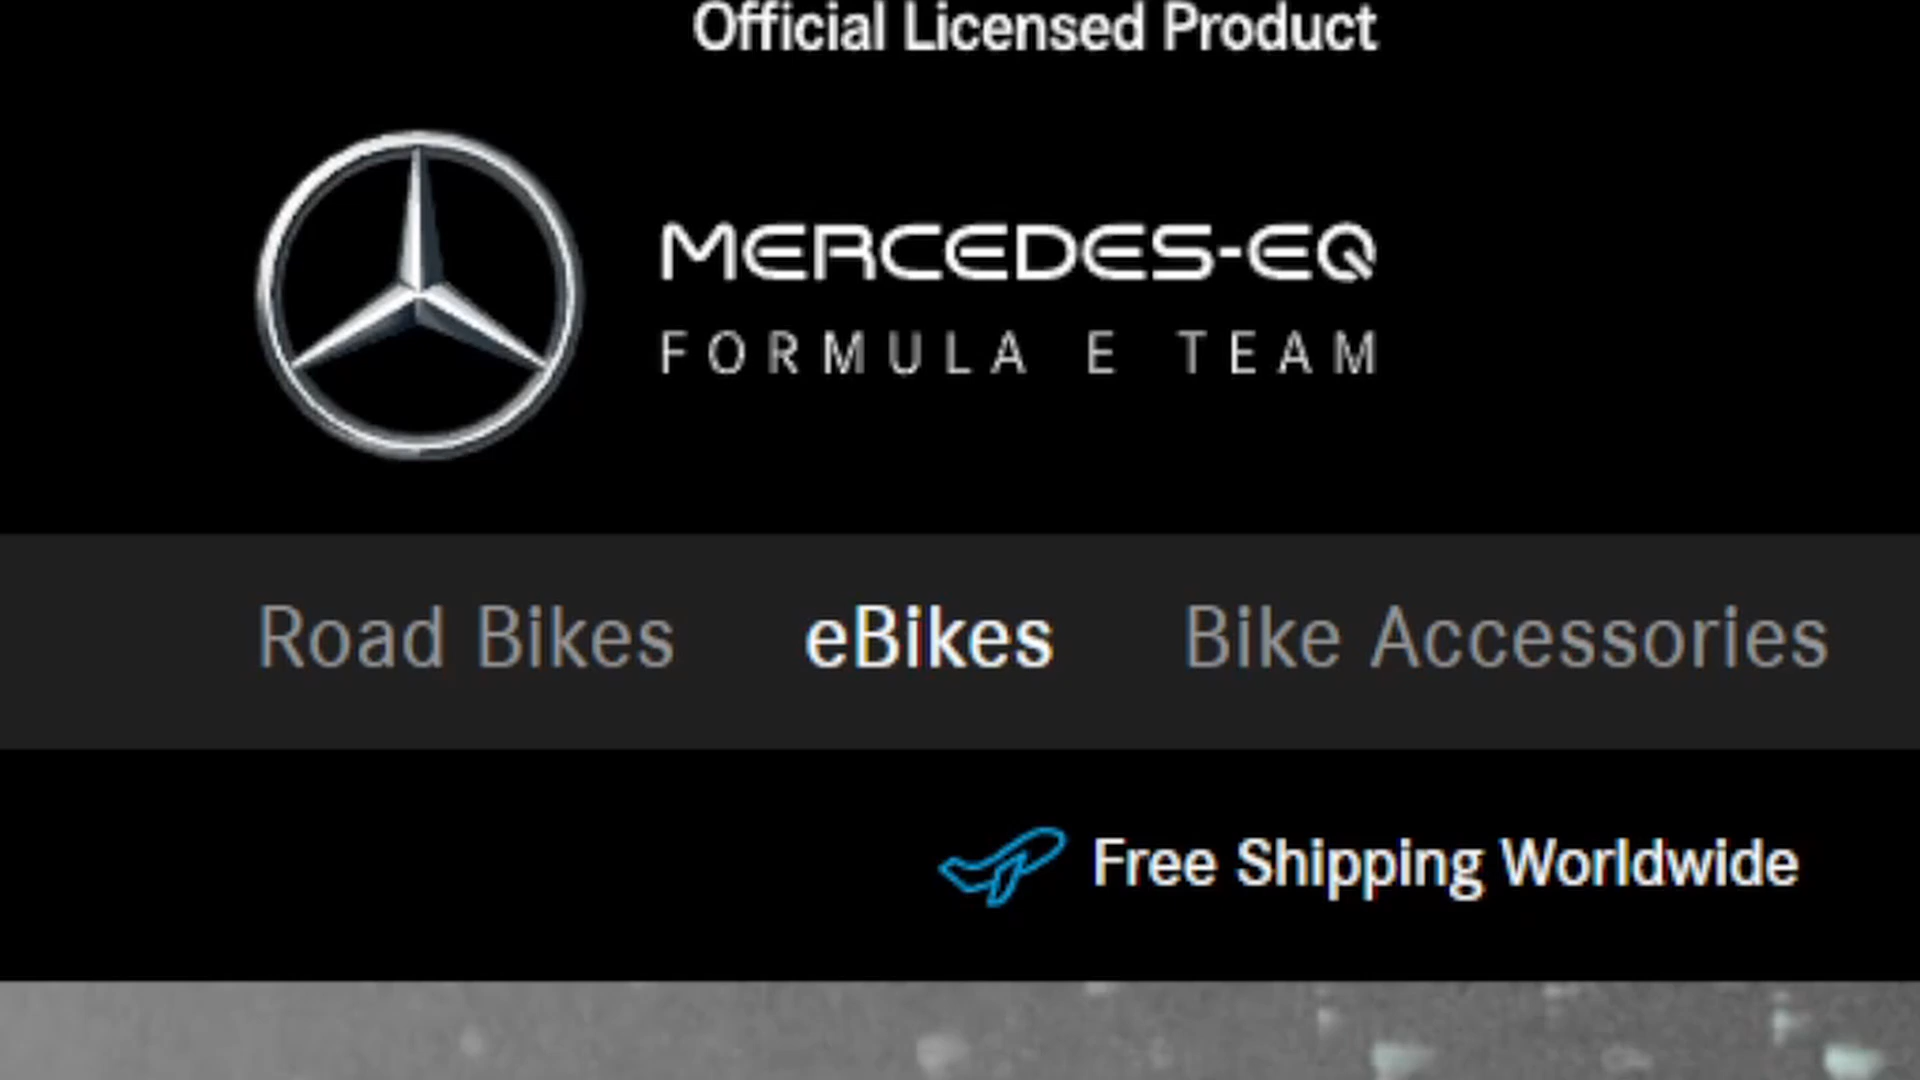 Official Licensed Product
MERCEDES-EQ
FORMULA E TEAM
Road Bikes eBikes Bike Accessories
Free Shipping Worldwide